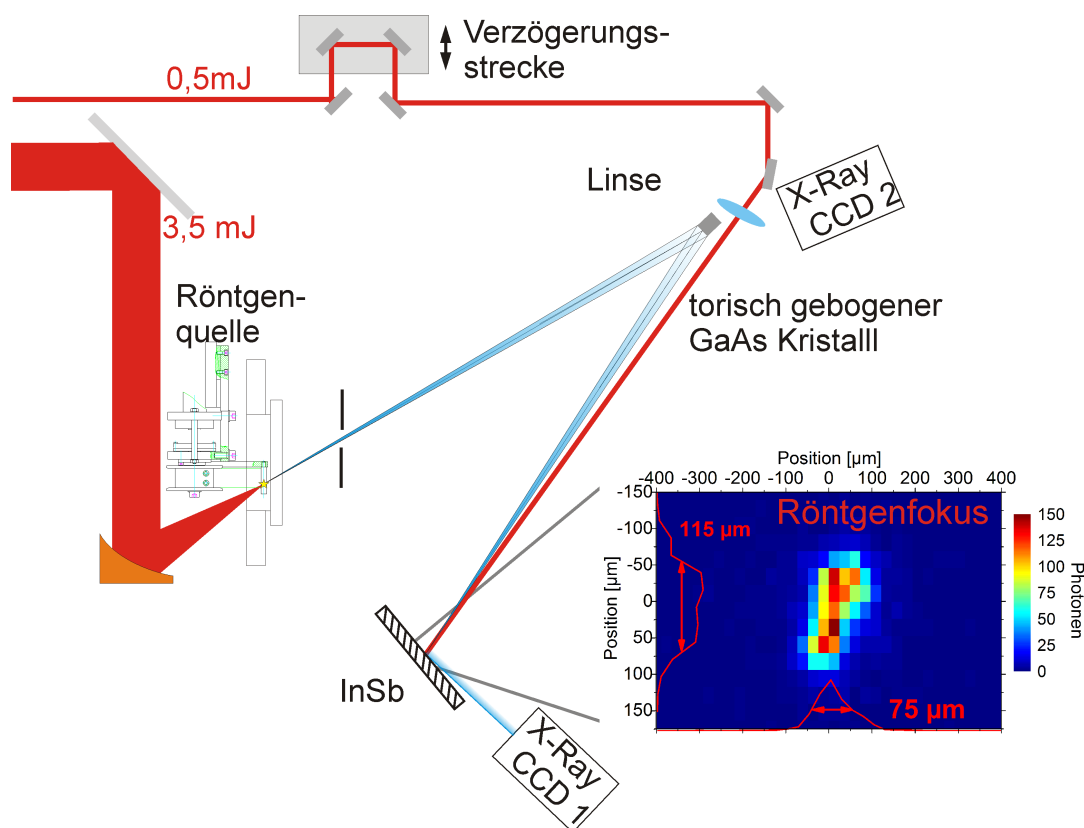 Verzögerungs-
strecke
0,5mJ
3,5 mJ
Linse
X-Ray
CCD 2
Röntgen-
quelle
torisch gebogener
GaAs Kristalll
InSb
X-Ray
CCD 1
Position [µm]
-400 -300 -200 -100 0 100 200 300 400
Röntgenfokus
115 µm
75 µm
Position [µm]
-150
-100
-50
0
50
100
150
150
125
100
75
50
25
0
Photonen